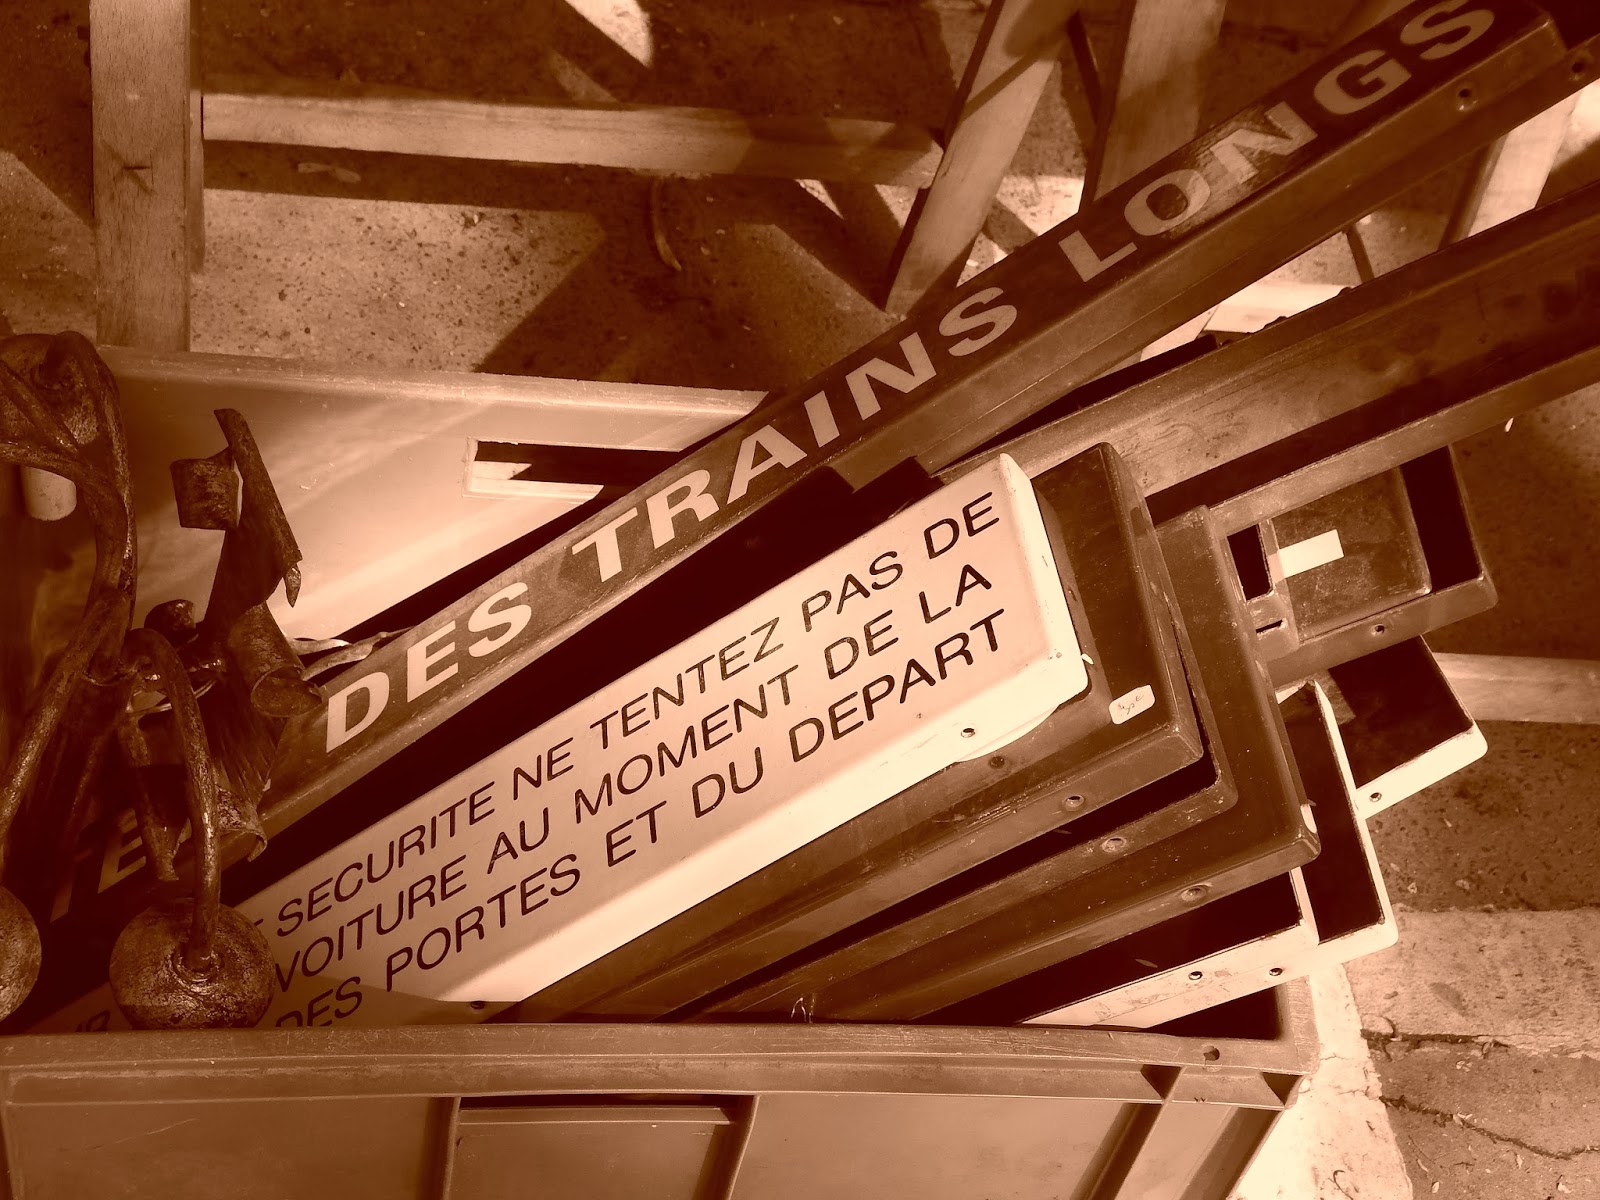 DES TRAINS LONGS
SECURITE NE TENTEZ PAS DE
VOITURE AU MOMENT DE LA
DES PORTES ET DU DEPART